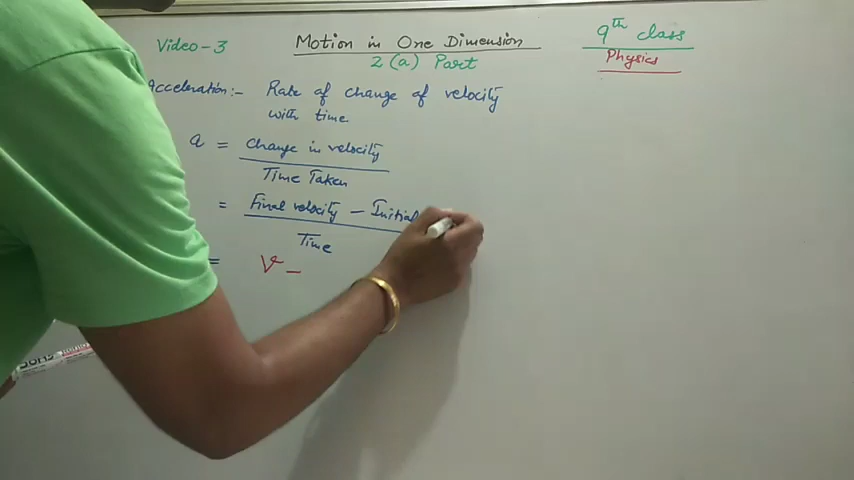 Video-3
Motion in One Dimension
2 (a) Part
9th class
Physics
Acceleration:- Rate of change of velocity
with time
a = change in velocity
Time Taken
= Final velocity - Initial
Time
= V -